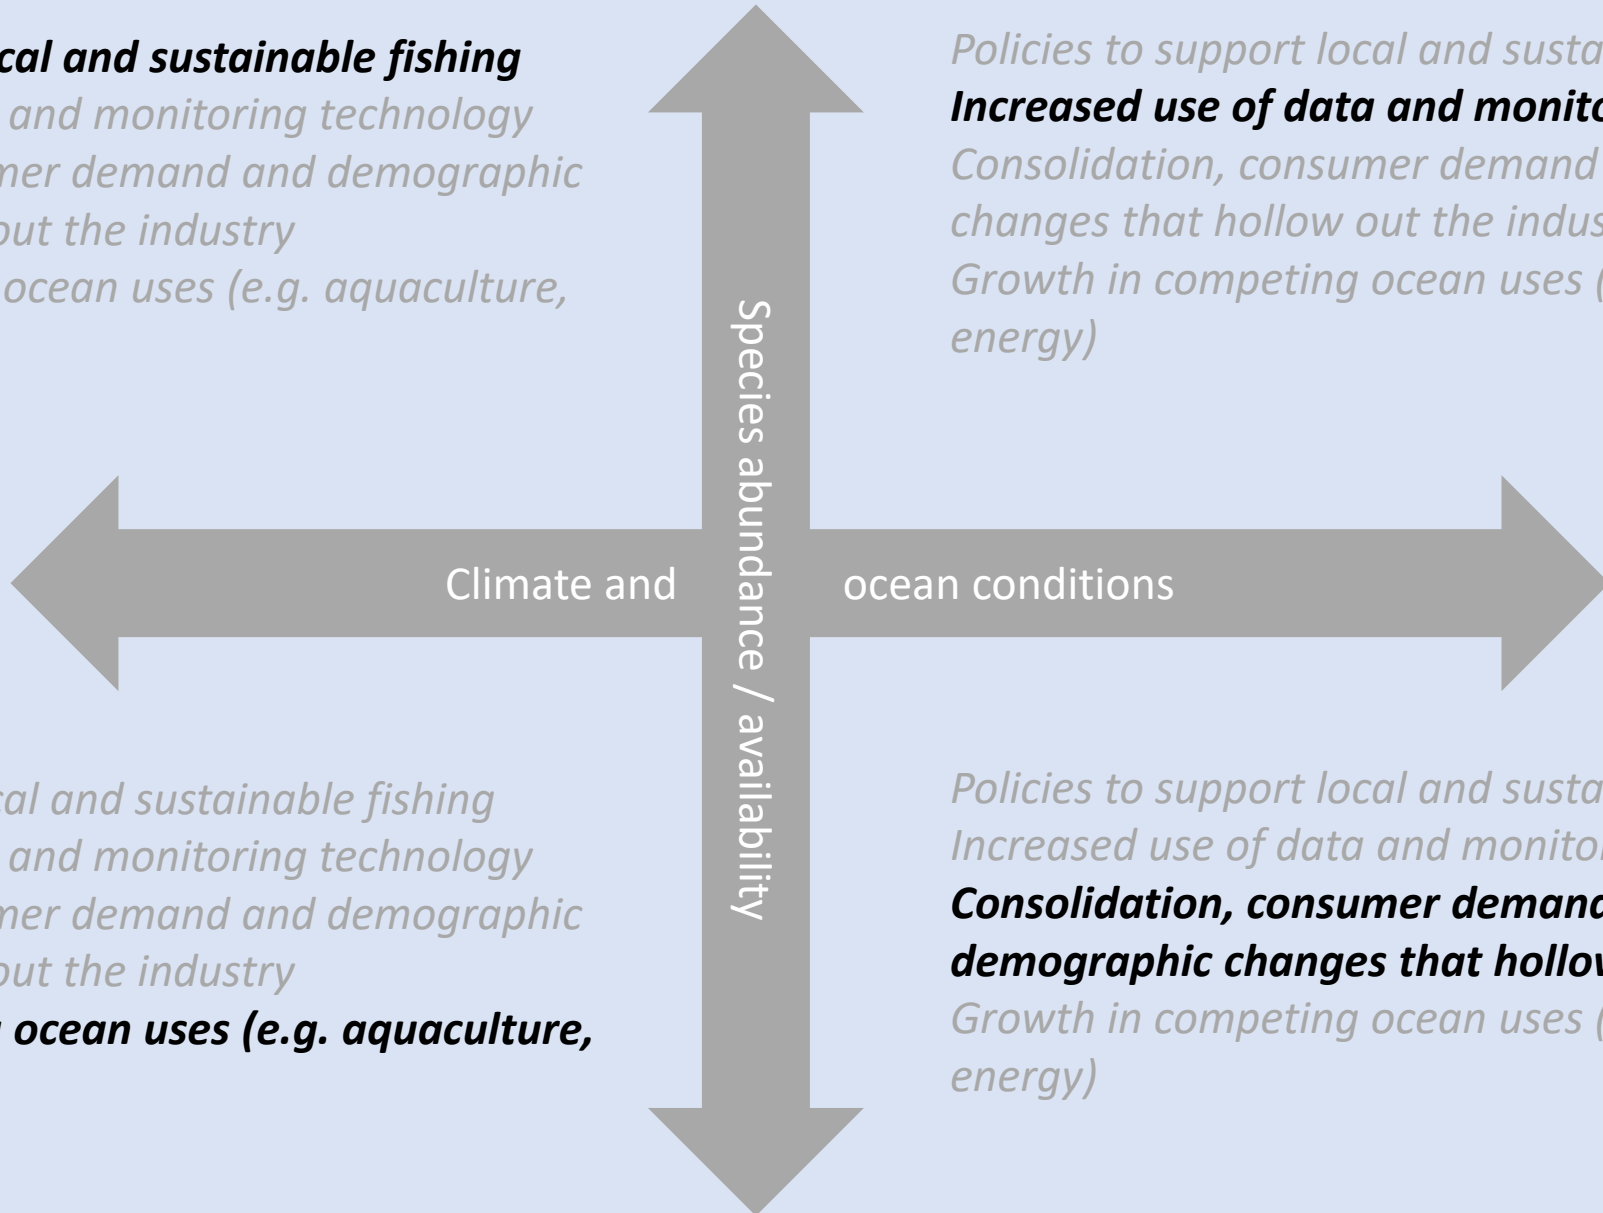 cal and sustainable fishing
and monitoring technology
mer demand and demographic
out the industry
ocean uses (e.g. aquaculture,
Policies to support local and susta
Increased use of data and monito
Consolidation, consumer demand
changes that hollow out the indus
Growth in competing ocean uses (
energy)
Species abundance / availability
Climate and ocean conditions
cal and sustainable fishing
and monitoring technology
mer demand and demographic
out the industry
ocean uses (e.g. aquaculture,
Policies to support local and susta
Increased use of data and monito
Consolidation, consumer demand
demographic changes that hollow
Growth in competing ocean uses (
energy)